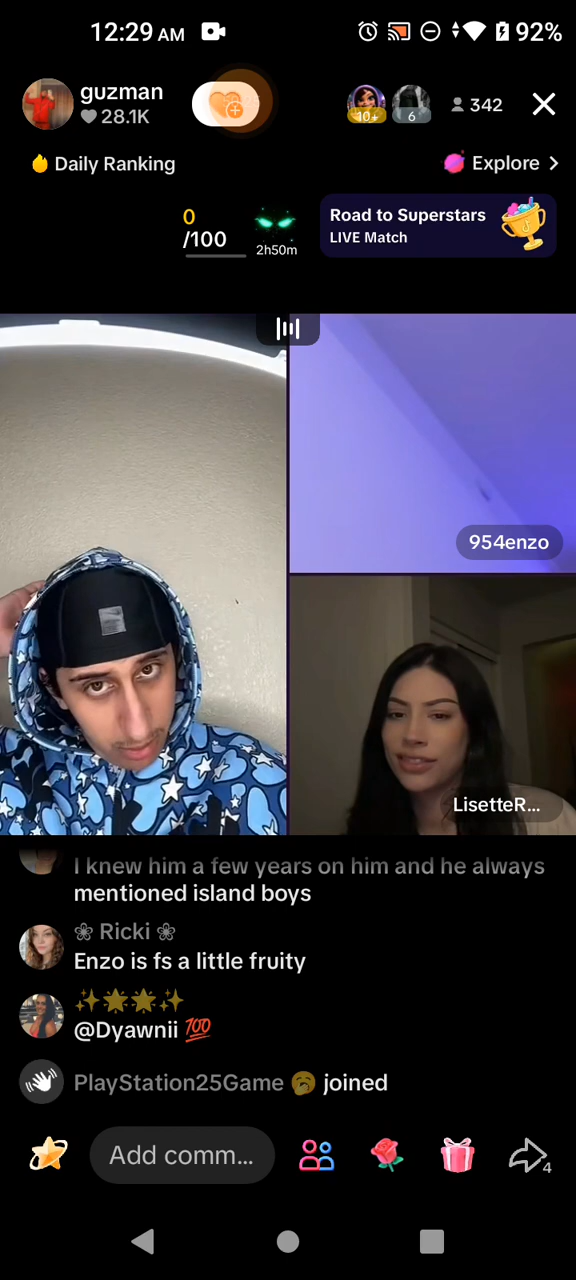 12:29 AM
92%
guzman
28.1K
10+
6
342
Daily Ranking
Explore >
0
/100
2h50m
Road to Superstars
LIVE Match
954enzo
LisetteR...
I knew him a few years on him and he always
mentioned island boys
❀ Ricki ❀
Enzo is fs a little fruity
✨🌟🌟✨
@Dyawnii 💯
PlayStation25Game 🥱 joined
Add comm...
4